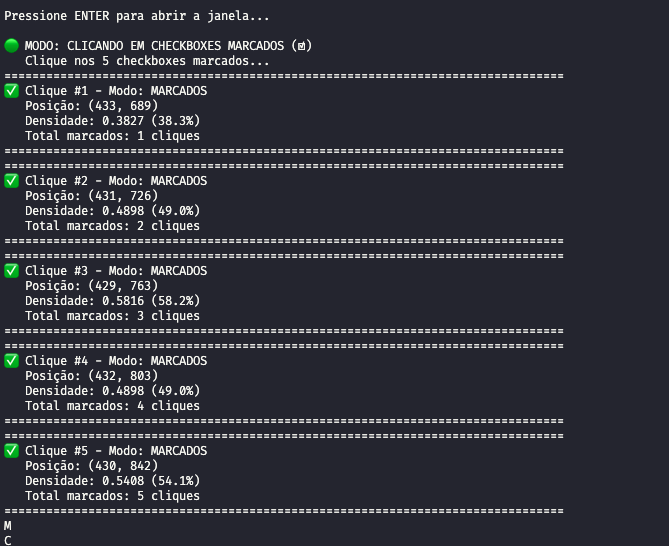 Pressione ENTER para abrir a janela...
🟢 MODO: CLICANDO EM CHECKBOXES MARCADOS (🗹)
Clique nos 5 checkboxes marcados...
================================================================================
✅ Clique #1 - Modo: MARCADOS
Posição: (433, 689)
Densidade: 0.3827 (38.3%)
Total marcados: 1 cliques
================================================================================
================================================================================
✅ Clique #2 - Modo: MARCADOS
Posição: (431, 726)
Densidade: 0.4898 (49.0%)
Total marcados: 2 cliques
================================================================================
================================================================================
✅ Clique #3 - Modo: MARCADOS
Posição: (429, 763)
Densidade: 0.5816 (58.2%)
Total marcados: 3 cliques
================================================================================
================================================================================
✅ Clique #4 - Modo: MARCADOS
Posição: (432, 803)
Densidade: 0.4898 (49.0%)
Total marcados: 4 cliques
================================================================================
================================================================================
✅ Clique #5 - Modo: MARCADOS
Posição: (430, 842)
Densidade: 0.5408 (54.1%)
Total marcados: 5 cliques
================================================================================
M
C